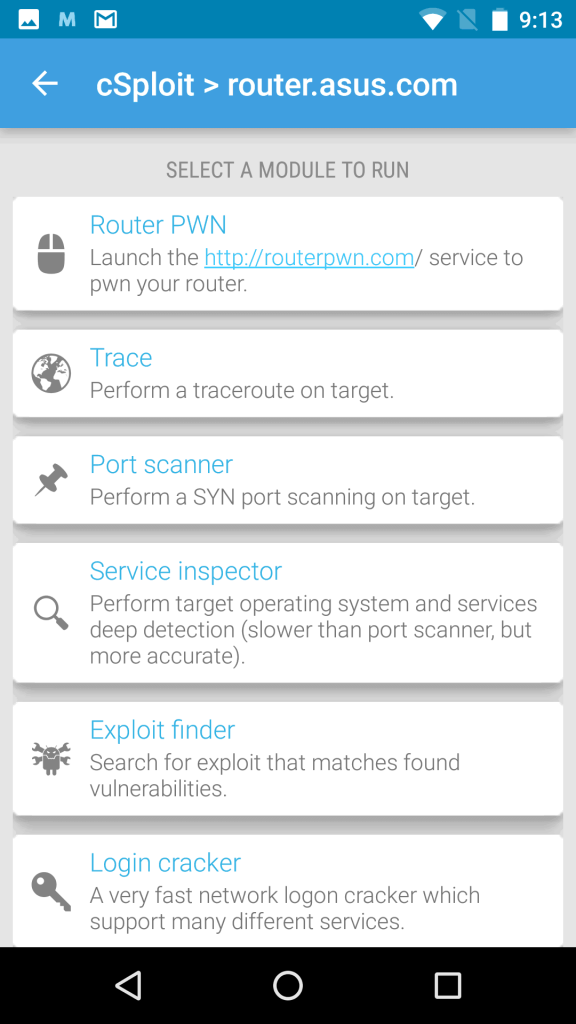 9:13
cSploit > router.asus.com
SELECT A MODULE TO RUN
Router PWN
Launch the http://routerpwn.com/ service to
pwn your router.
Trace
Perform a traceroute on target.
Port scanner
Perform a SYN port scanning on target.
Service inspector
Perform target operating system and services
deep detection (slower than port scanner, but
more accurate).
Exploit finder
Search for exploit that matches found
vulnerabilities.
Login cracker
A very fast network logon cracker which
support many different services.